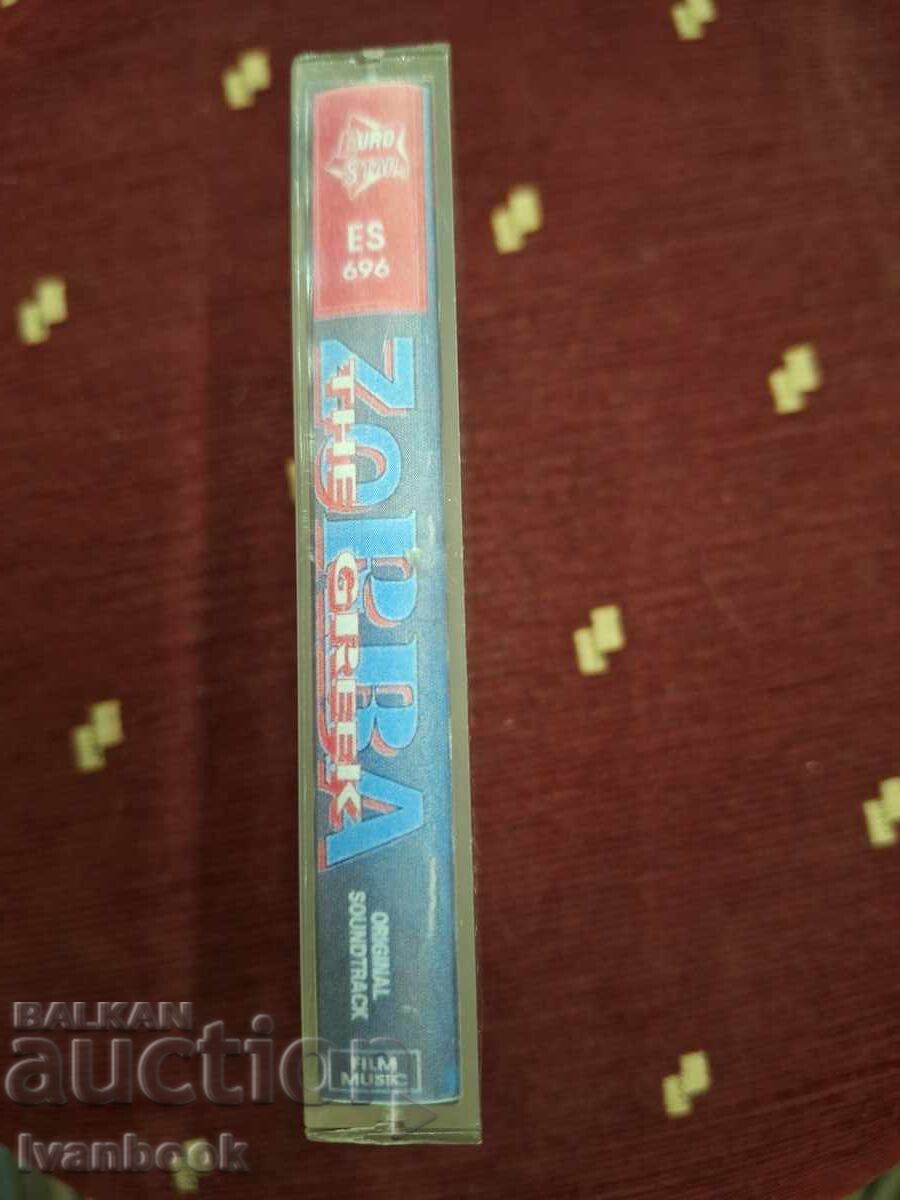 EURO
STAR
ES
696
ZORBA
THE GREEK
ORIGINAL
SOUNDTRACK
FILM
MUSIC
BALKAN
auction
Ivanbook